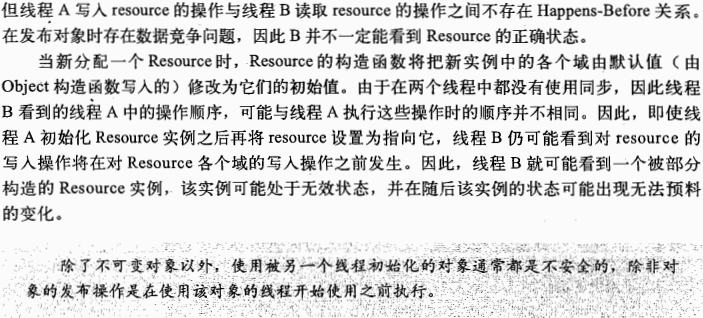 但线程 A 写入 resource 的操作与线程 B 读取 resource 的操作之间不存在 Happens-Before 关系。
在发布对象时存在数据竞争问题，因此 B 并不一定能看到 Resource 的正确状态。
当新分配一个 Resource 时，Resource 的构造函数将把新实例中的各个域由默认值（由
Object 构造函数写入的）修改为它们的初始值。由于在两个线程中都没有使用同步，因此线程
B 看到的线程 A 中的操作顺序，可能与线程 A 执行这些操作时的顺序并不相同。因此，即使线
程 A 初始化 Resource 实例之后再将 resource 设置为指向它，线程 B 仍可能看到对 resource 的
写入操作将在对 Resource 各个域的写入操作之前发生。因此，线程 B 就可能看到一个被部分
构造的 Resource 实例，该实例可能处于无效状态，并在随后该实例的状态可能出现无法预料
的变化。
除了不可变对象以外，使用被另一个线程初始化的对象通常都是不安全的，除非对
象的发布操作是在使用该对象的线程开始使用之前执行。